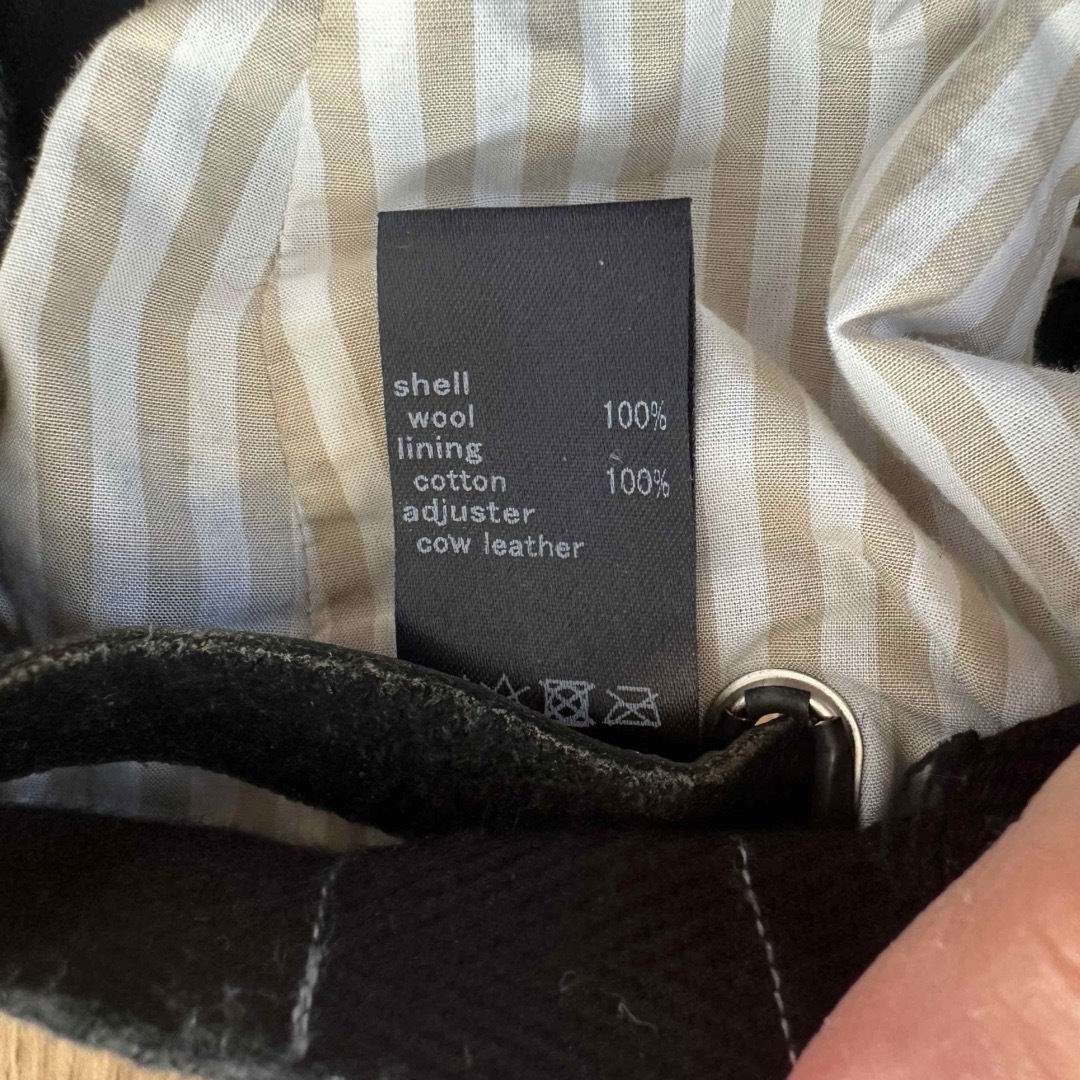 shell
wool 100%
lining
cotton 100%
adjuster
cow leather